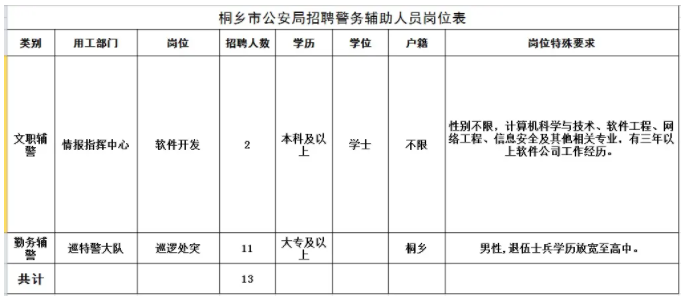 桐乡市公安局招聘警务辅助人员岗位表
类别 用工部门 岗位 招聘人数 学历 学位 户籍 岗位特殊要求
文职辅警 情报指挥中心 软件开发 2 本科及以上 学士 不限 性别不限，计算机科学与技术、软件工程、网络工程、信息安全及其他相关专业，有三年以上软件公司工作经历。
勤务辅警 巡特警大队 巡逻处突 11 大专及以上 桐乡 男性,退伍士兵学历放宽至高中。
共计 13